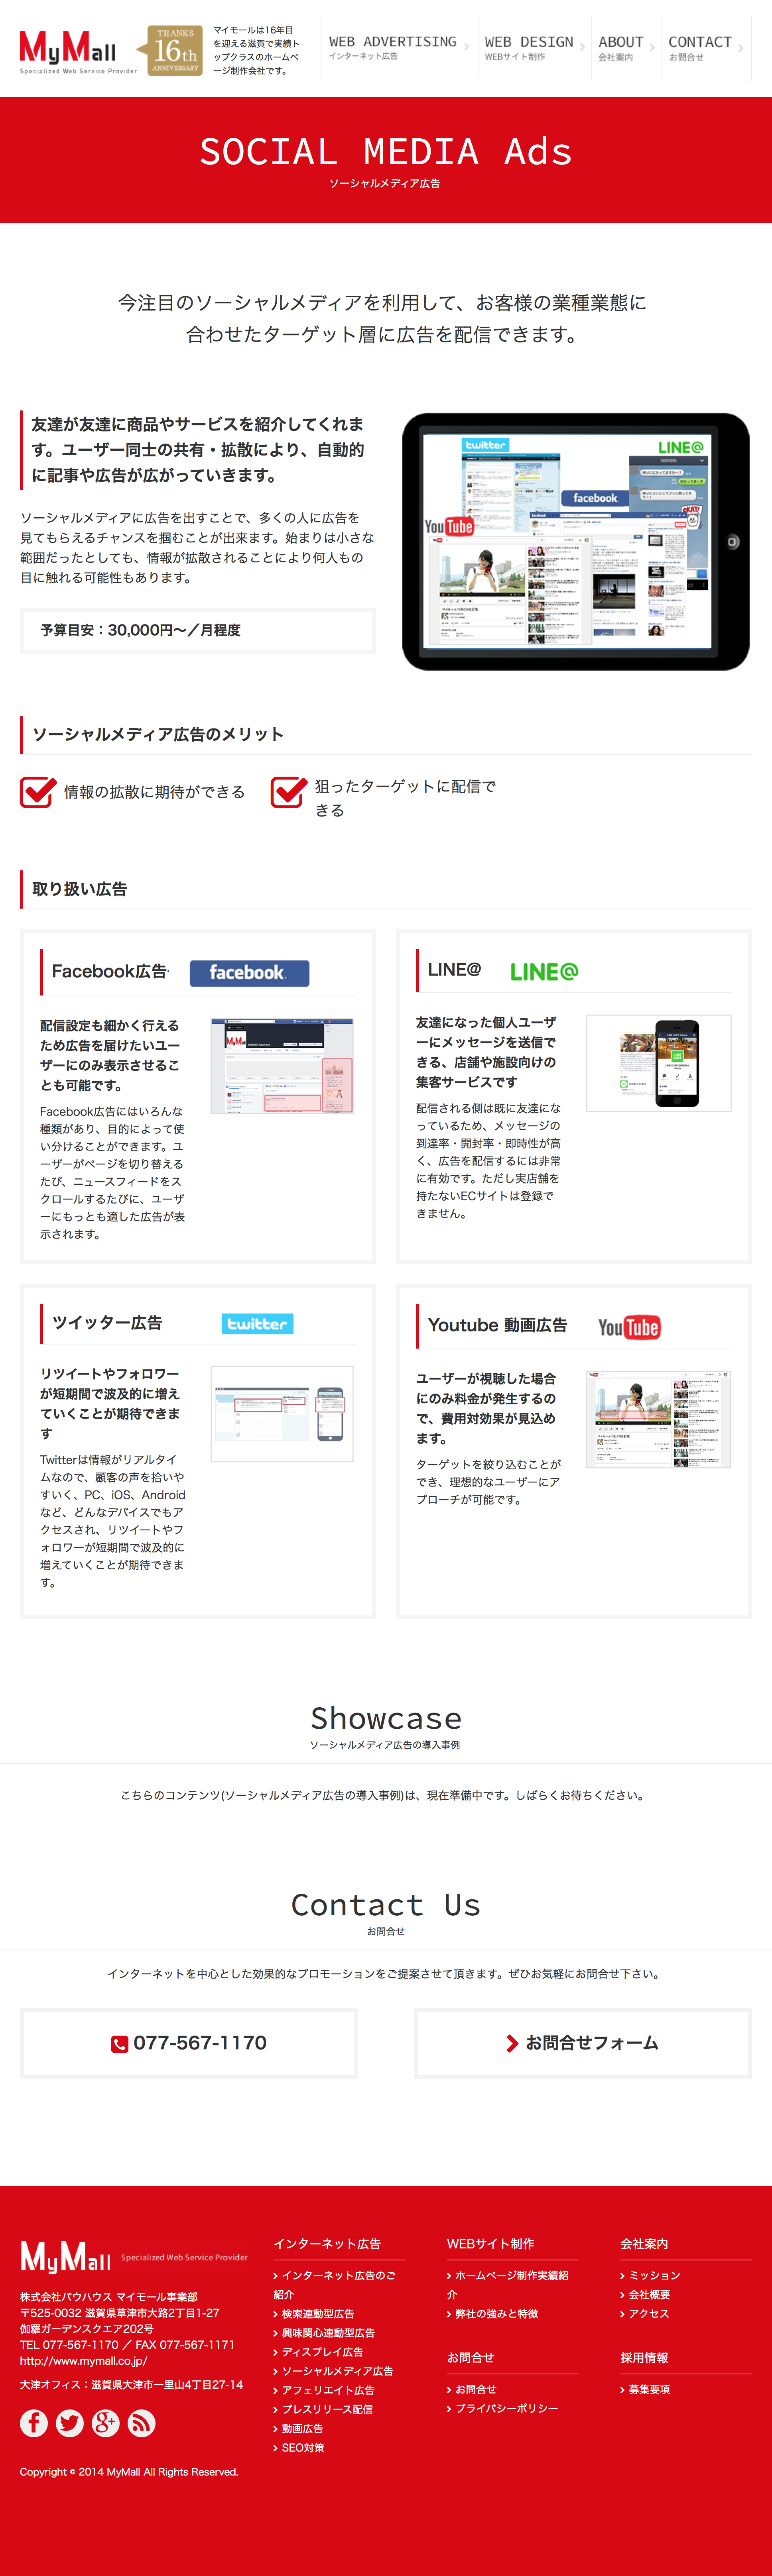 MyMall
Specialized Web Service Provider
THANKS
16th
ANNIVERSARY
マイモールは16年目
を迎える滋賀で実績ト
ップクラスのホームペ
ージ制作会社です。
WEB ADVERTISING
インターネット広告
WEB DESIGN
WEBサイト制作
ABOUT
会社案内
CONTACT
お問合せ
SOCIAL MEDIA Ads
ソーシャルメディア広告
今注目のソーシャルメディアを利用して、お客様の業種業態に
合わせたターゲット層に広告を配信できます。
友達が友達に商品やサービスを紹介してくれま
す。ユーザー同士の共有・拡散により、自動的
に記事や広告が広がっていきます。
ソーシャルメディアに広告を出すことで、多くの人に広告を
見てもらえるチャンスを掴むことが出来ます。始まりは小さな
範囲だったとしても、情報が拡散されることにより何人もの
目に触れる可能性もあります。
予算目安：30,000円〜／月程度
twitter
LINE@
facebook
YouTube
ソーシャルメディア広告のメリット
情報の拡散に期待ができる
狙ったターゲットに配信で
きる
取り扱い広告
Facebook広告
facebook
配信設定も細かく行える
ため広告を届けたいユー
ザーにのみ表示させるこ
とも可能です。
Facebook広告にはいろんな
種類があり、目的によって使
い分けることができます。ユ
ーザーがページを切り替える
たび、ニュースフィードをス
クロールするたびに、ユーザ
ーにもっとも適した広告が表
示されます。
LINE@
LINE@
友達になった個人ユーザ
ーにメッセージを送信で
きる、店舗や施設向けの
集客サービスです
配信される側は既に友達にな
っているため、メッセージの
到達率・開封率・即時性が高
く、広告を配信するには非常
に有効です。ただし実店舗を
持たないECサイトは登録で
きません。
ツイッター広告
twitter
リツイートやフォロワー
が短期間で波及的に増え
ていくことが期待できま
す
Twitterは情報がリアルタイ
ムなので、顧客の声を拾いや
すいく、PC、iOS、Android
など、どんなデバイスでもア
クセスされ、リツイートやフ
ォロワーが短期間で波及的に
増えていくことが期待できま
す。
Youtube 動画広告
YouTube
ユーザーが視聴した場合
にのみ料金が発生するの
で、費用対効果が見込め
ます。
ターゲットを絞り込むことが
でき、理想的なユーザーにア
プローチが可能です。
Showcase
ソーシャルメディア広告の導入事例
こちらのコンテンツ(ソーシャルメディア広告の導入事例)は、現在準備中です。しばらくお待ちください。
Contact Us
お問合せ
インターネットを中心とした効果的なプロモーションをご提案させて頂きます。ぜひお気軽にお問合せ下さい。
077-567-1170
お問合せフォーム
MyMall
Specialized Web Service Provider
株式会社バウハウス マイモール事業部
〒525-0032 滋賀県草津市大路2丁目1-27
伽羅ガーデンスクエア202号
TEL 077-567-1170 ／ FAX 077-567-1171
http://www.mymall.co.jp/
大津オフィス：滋賀県大津市一里山4丁目27-14
Copyright © 2014 MyMall All Rights Reserved.
インターネット広告
インターネット広告のご
紹介
検索連動型広告
興味関心連動型広告
ディスプレイ広告
ソーシャルメディア広告
アフェリエイト広告
プレスリリース配信
動画広告
SEO対策
WEBサイト制作
ホームページ制作実績紹
介
弊社の強みと特徴
お問合せ
お問合せ
プライバシーポリシー
会社案内
ミッション
会社概要
アクセス
採用情報
募集要項